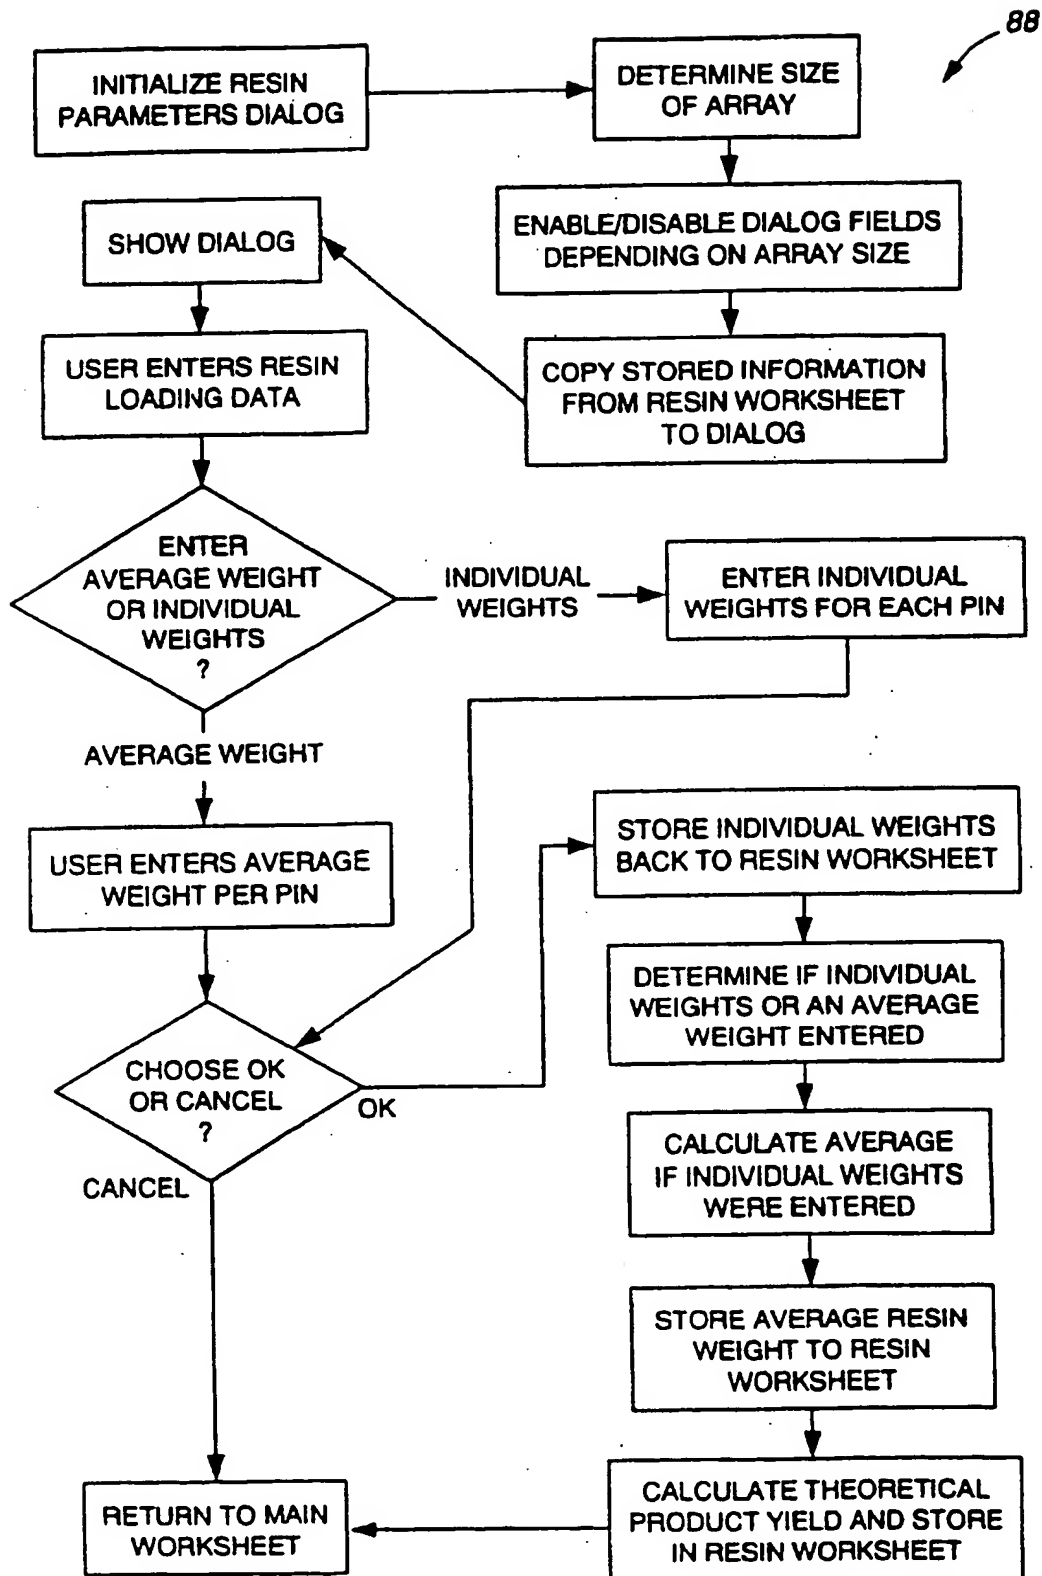 88
INITIALIZE RESIN
PARAMETERS DIALOG
DETERMINE SIZE
OF ARRAY
ENABLE/DISABLE DIALOG FIELDS
DEPENDING ON ARRAY SIZE
COPY STORED INFORMATION
FROM RESIN WORKSHEET
TO DIALOG
SHOW DIALOG
USER ENTERS RESIN
LOADING DATA
ENTER
AVERAGE WEIGHT
OR INDIVIDUAL
WEIGHTS
?
INDIVIDUAL
WEIGHTS
ENTER INDIVIDUAL
WEIGHTS FOR EACH PIN
AVERAGE WEIGHT
USER ENTERS AVERAGE
WEIGHT PER PIN
CHOOSE OK
OR CANCEL
?
OK
CANCEL
STORE INDIVIDUAL WEIGHTS
BACK TO RESIN WORKSHEET
DETERMINE IF INDIVIDUAL
WEIGHTS OR AN AVERAGE
WEIGHT ENTERED
CALCULATE AVERAGE
IF INDIVIDUAL WEIGHTS
WERE ENTERED
STORE AVERAGE RESIN
WEIGHT TO RESIN
WORKSHEET
CALCULATE THEORETICAL
PRODUCT YIELD AND STORE
IN RESIN WORKSHEET
RETURN TO MAIN
WORKSHEET